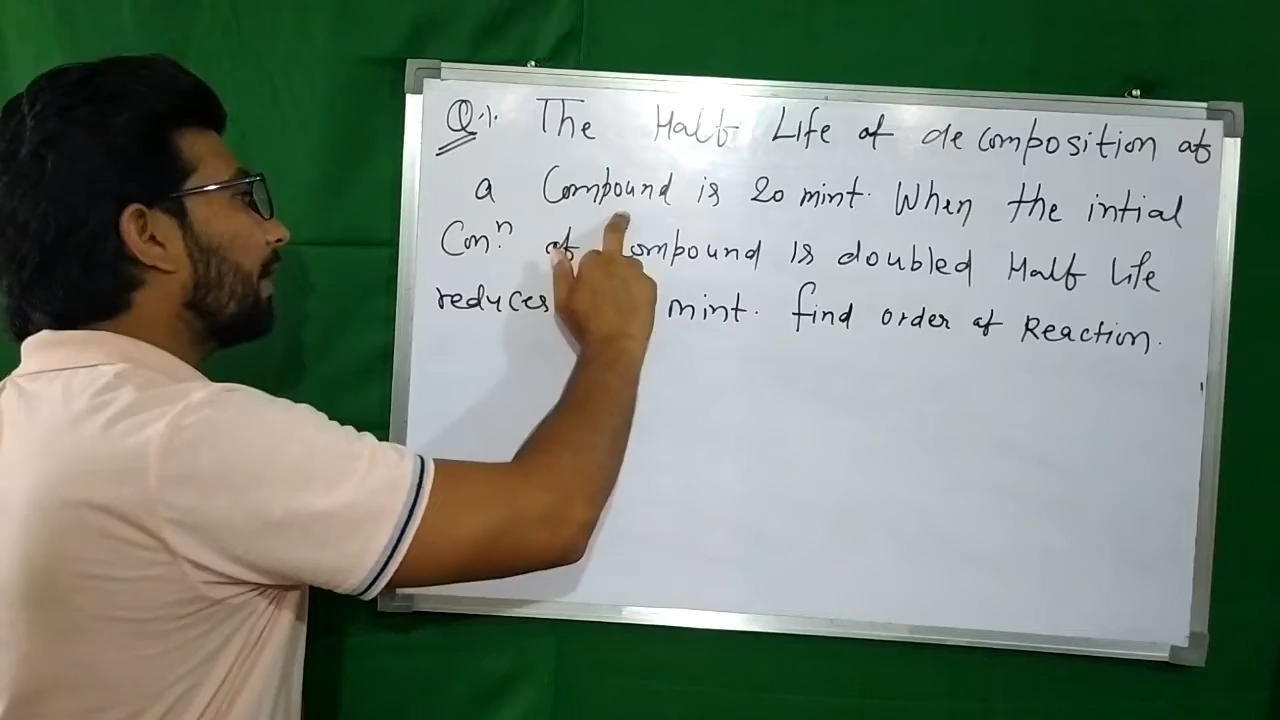 Q.1. The Half Life of decomposition of
a Compound is 20 mint. When the intial
Conⁿ. of Compound is doubled Half Life
reduces mint. find order of Reaction.